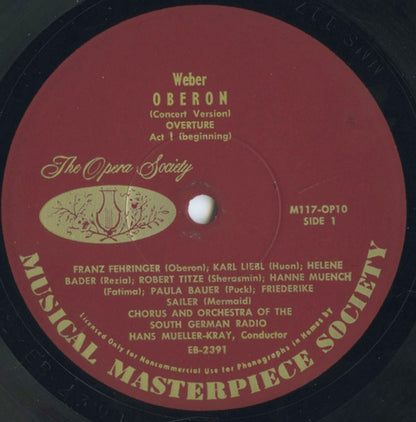 Weber
OBERON
(Concert Version)
OVERTURE
Act I (beginning)
The Opera Society
M117-OP10
SIDE 1
FRANZ FEHRINGER (Oberon); KARL LIEBL (Huon); HELENE
BADER (Rezia); ROBERT TITZE (Sherasmin); HANNE MUENCH
(Fatima); PAULA BAUER (Puck); FRIEDERIKE
SAILER (Mermaid)
CHORUS AND ORCHESTRA OF THE
SOUTH GERMAN RADIO
HANS MUELLER-KRAY, Conductor
EB-2391
Licensed Only for Noncommercial Use for Phonographs in Homes by
MUSICAL MASTERPIECE SOCIETY